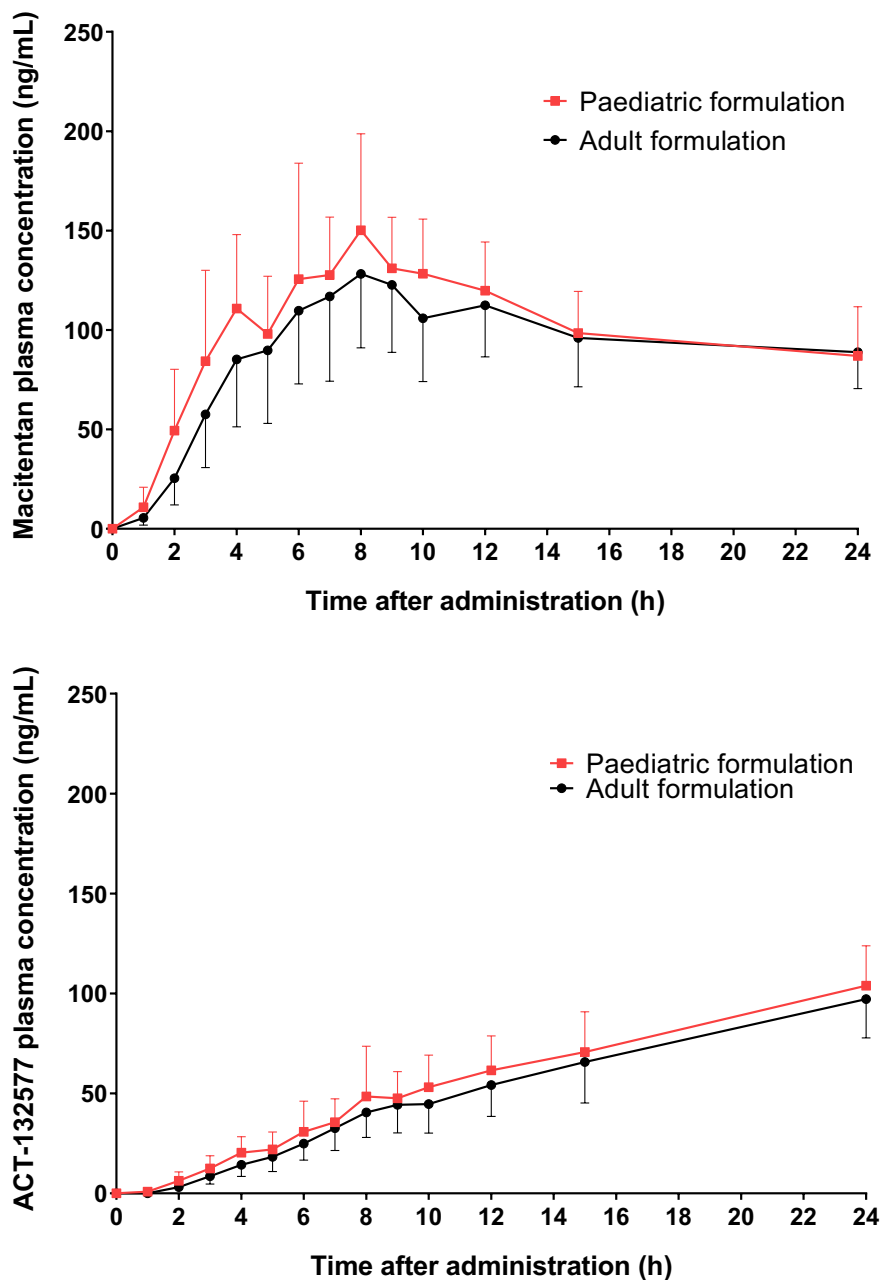 Macitentan plasma concentration (ng/mL)
250
200
150
100
50
0
Paediatric formulation
Adult formulation
0 2 4 6 8 10 12 14 16 18 20 22 24
Time after administration (h)
ACT-132577 plasma concentration (ng/mL)
250
200
150
100
50
0
Paediatric formulation
Adult formulation
0 2 4 6 8 10 12 14 16 18 20 22 24
Time after administration (h)